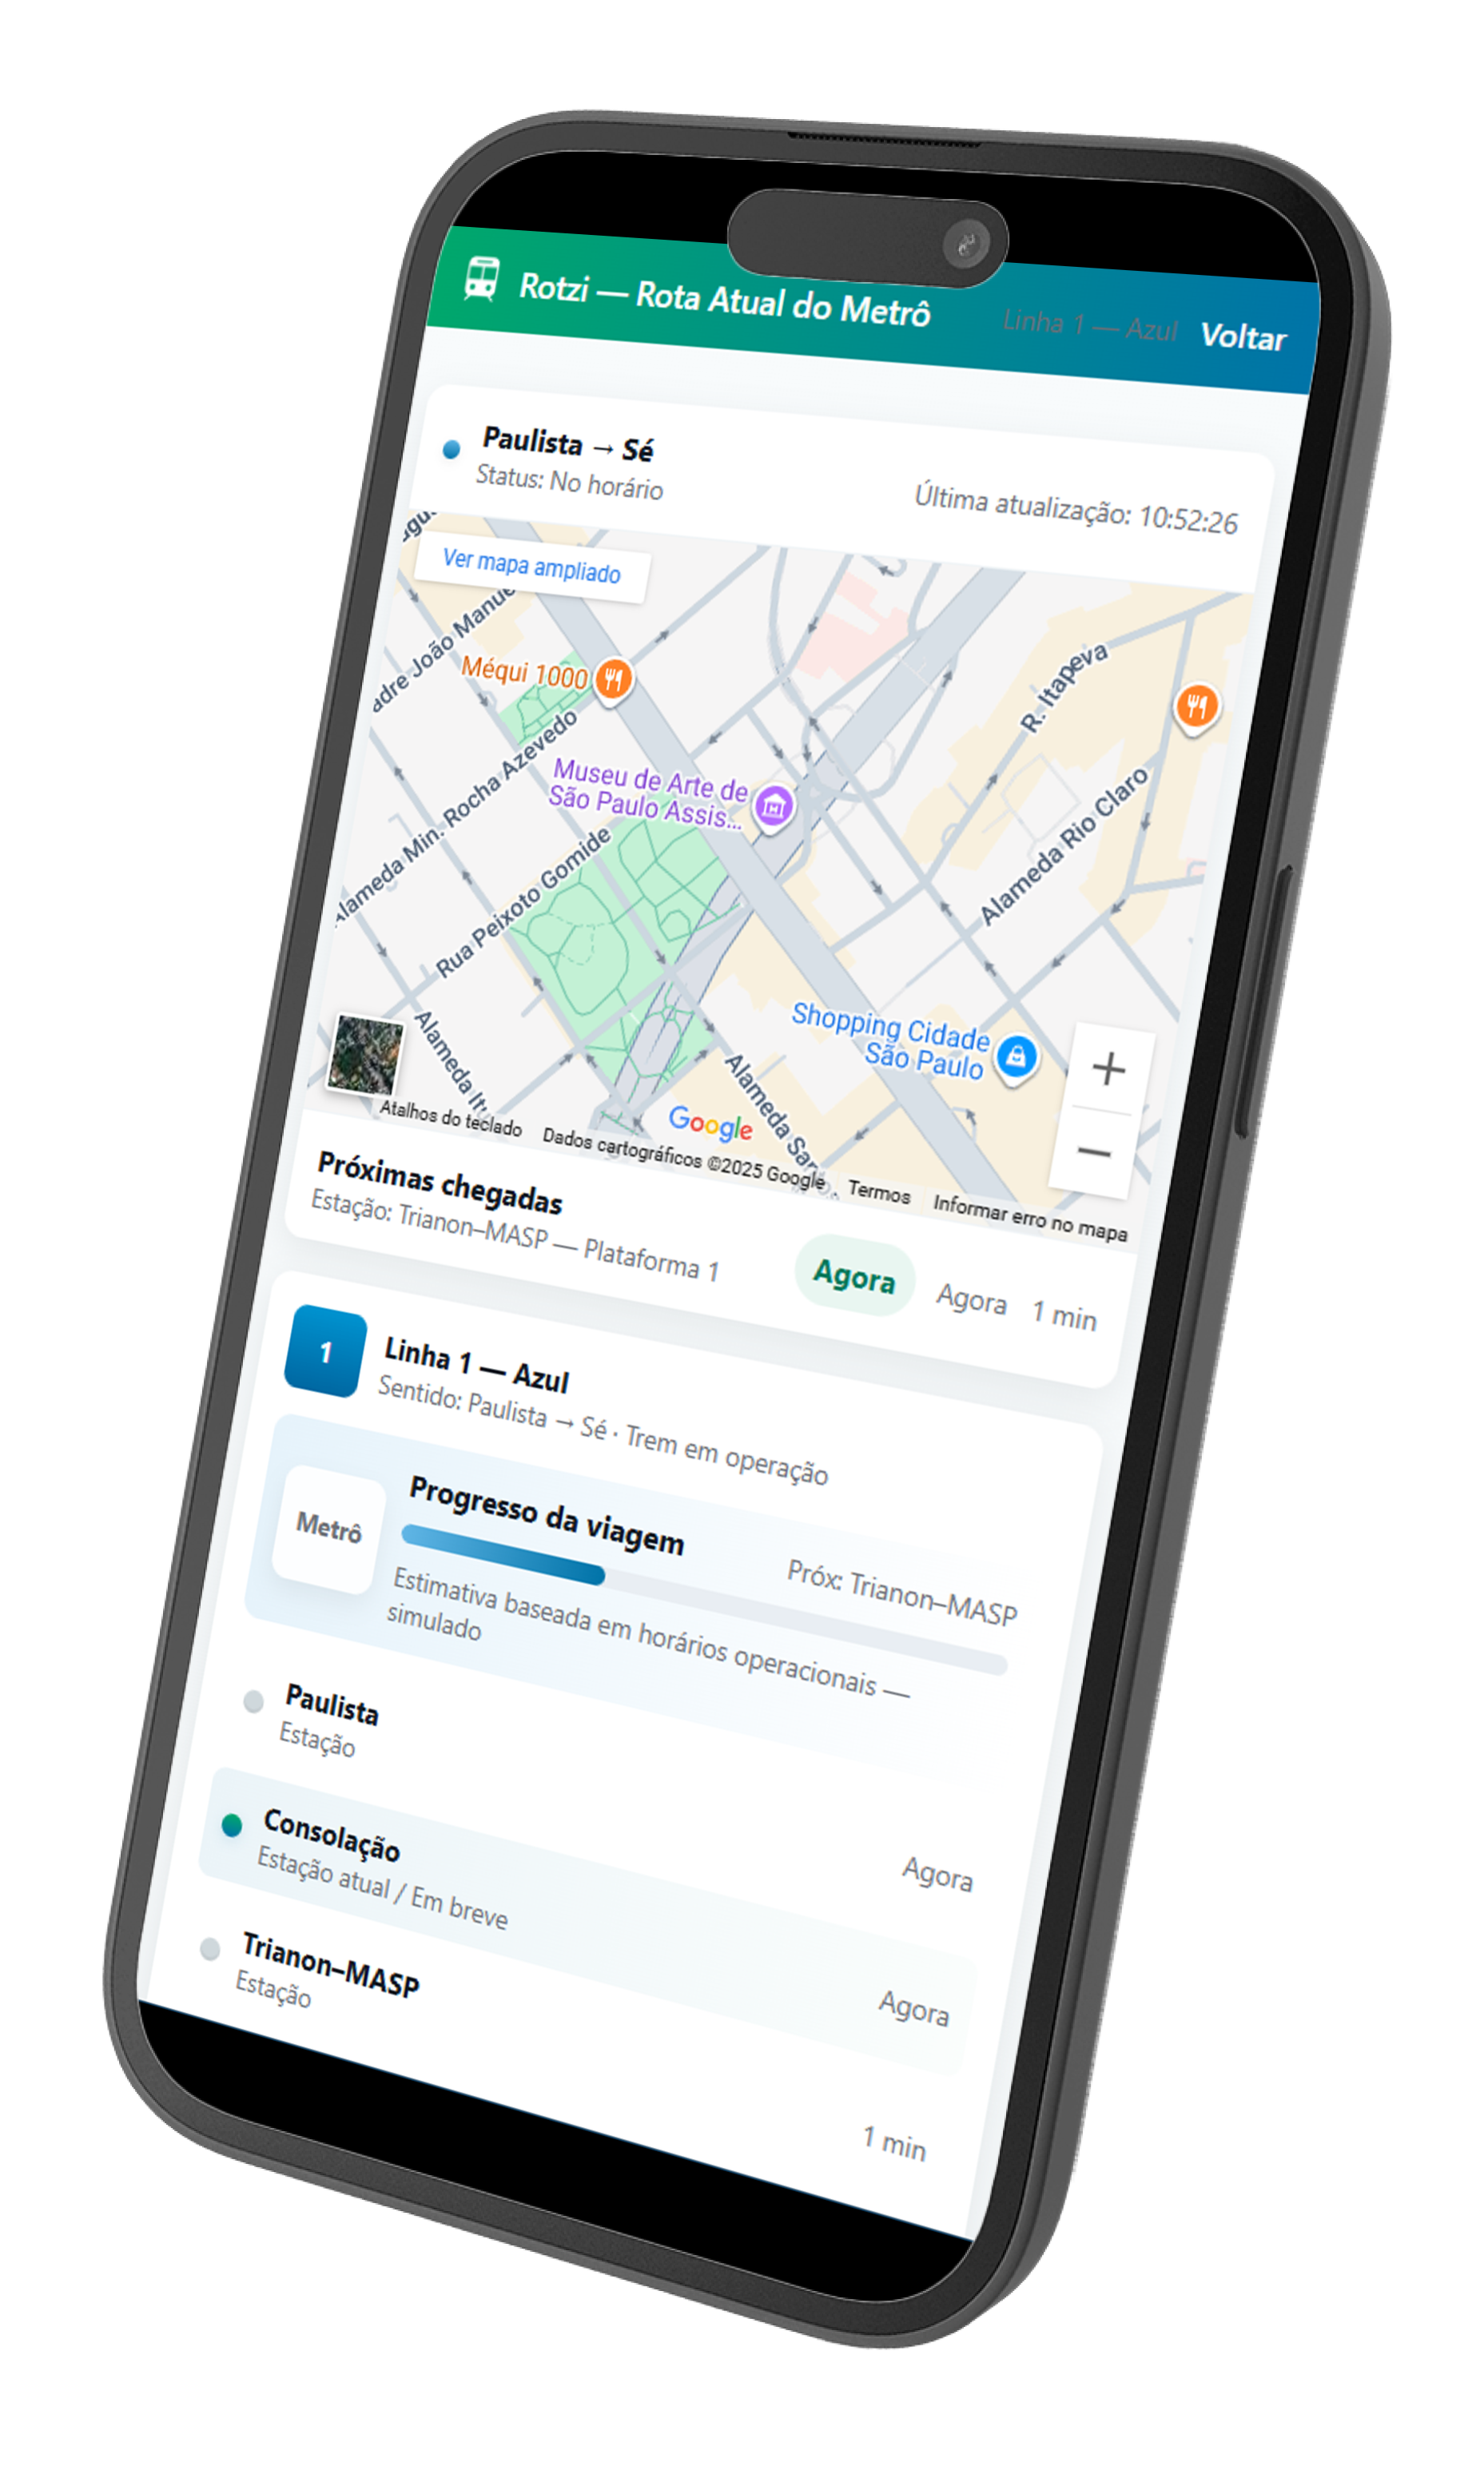 Rotzi — Rota Atual do Metrô
Linha 1 — Azul
Voltar
Paulista → Sé
Status: No horário
Última atualização: 10:52:26
Ver mapa ampliado
adre João Manue
Méqui 1000
R. Itapeva
Alameda Min. Rocha Azevedo
Museu de Arte de
São Paulo Assis...
Rua Peixoto Gomide
Alameda Rio Claro
Shopping Cidade
São Paulo
Alameda Itu
Alameda San
Google
+
−
Atalhos do teclado
Dados cartográficos ©2025 Google
Termos
Informar erro no mapa
Próximas chegadas
Estação: Trianon–MASP — Plataforma 1
Agora
Agora
1 min
1
Linha 1 — Azul
Sentido: Paulista → Sé · Trem em operação
Metrô
Progresso da viagem
Próx: Trianon–MASP
Estimativa baseada em horários operacionais —
simulado
Paulista
Estação
Agora
Consolação
Estação atual / Em breve
Agora
Trianon–MASP
Estação
1 min